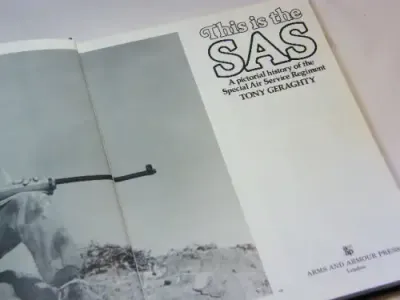 This is the
SAS
A pictorial history of the
Special Air Service Regiment
TONY GERAGHTY
ARMS AND ARMOUR PRESS
London